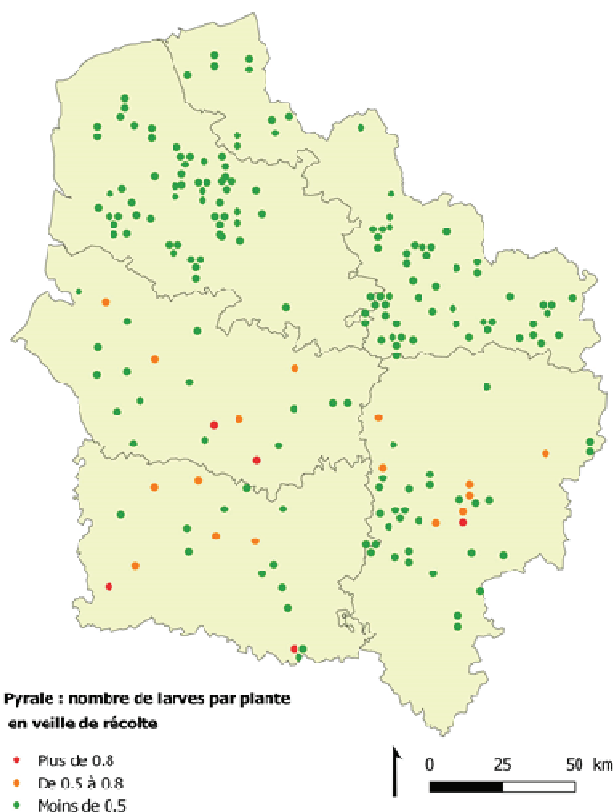 Pyrale : nombre de larves par plante
en veille de récolte
Plus de 0.8
De 0.5 à 0.8
Moins de 0.5
0 25 50 km